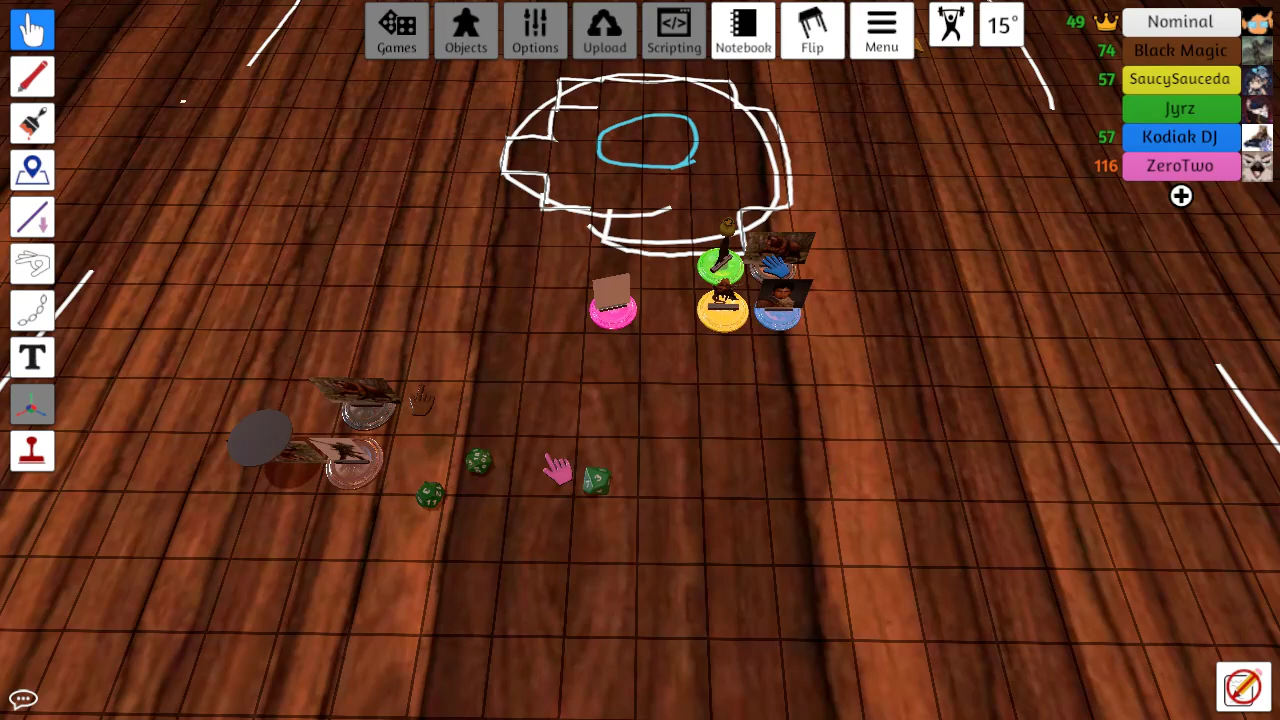 Games
Objects
Options
Upload
Scripting
Notebook
Flip
Menu
15°
49 Nominal
74 Black Magic
57 SaucySauceda
Jyrz
57 Kodiak DJ
116 ZeroTwo
T